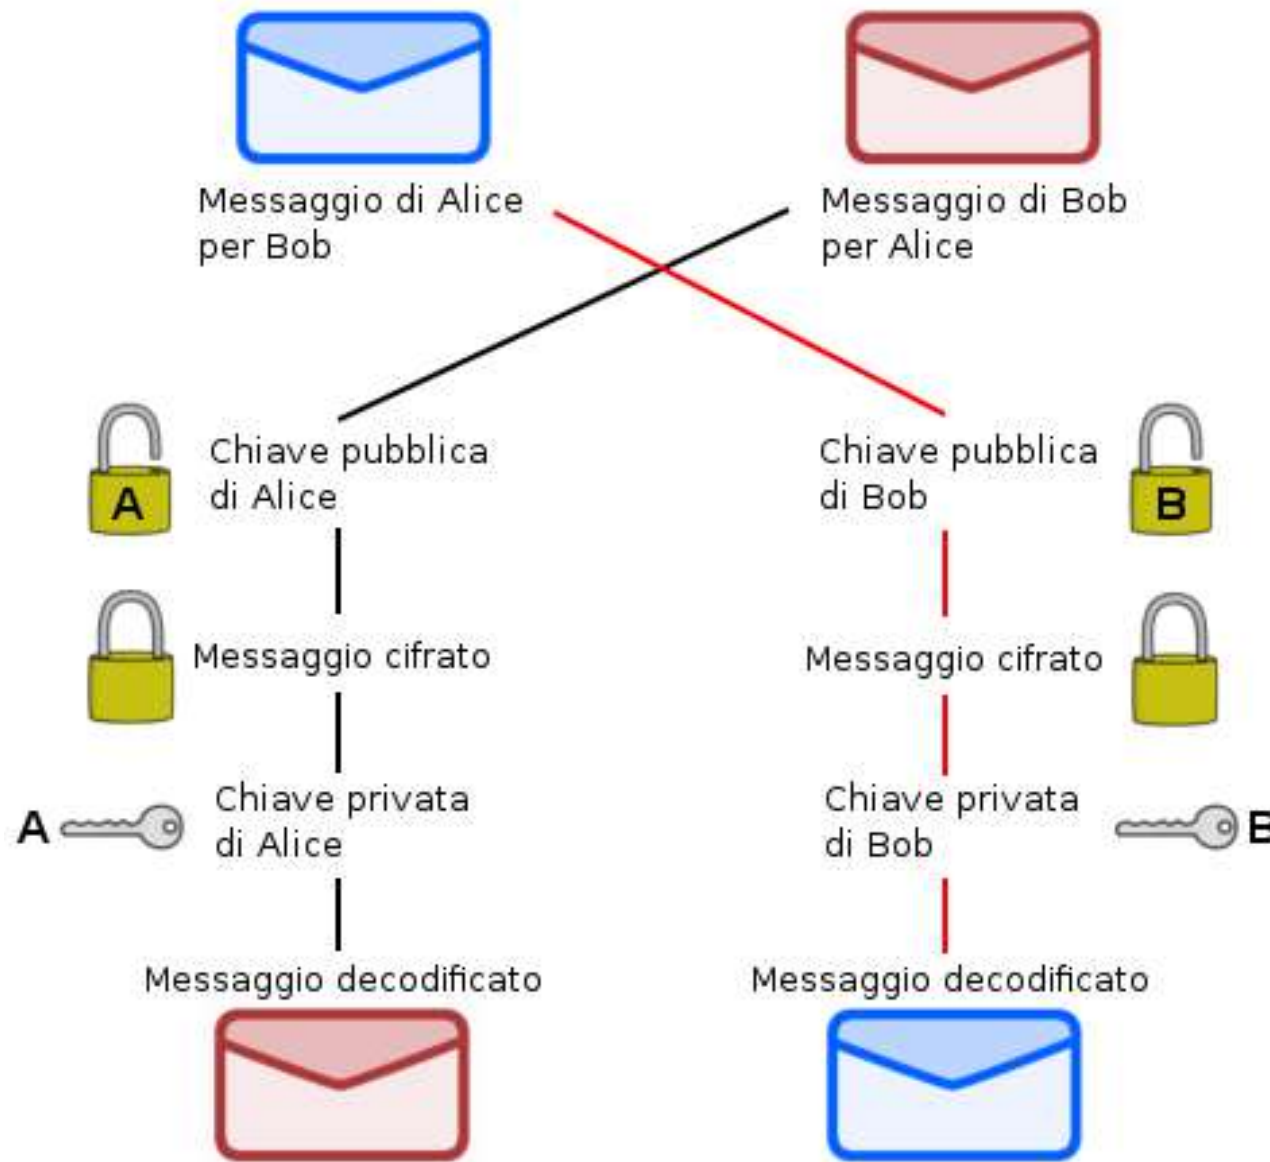 Messaggio di Alice
per Bob
Messaggio di Bob
per Alice
A
Chiave pubblica
di Alice
Chiave pubblica
di Bob
B
Messaggio cifrato
Messaggio cifrato
A
Chiave privata
di Alice
Chiave privata
di Bob
B
Messaggio decodificato
Messaggio decodificato